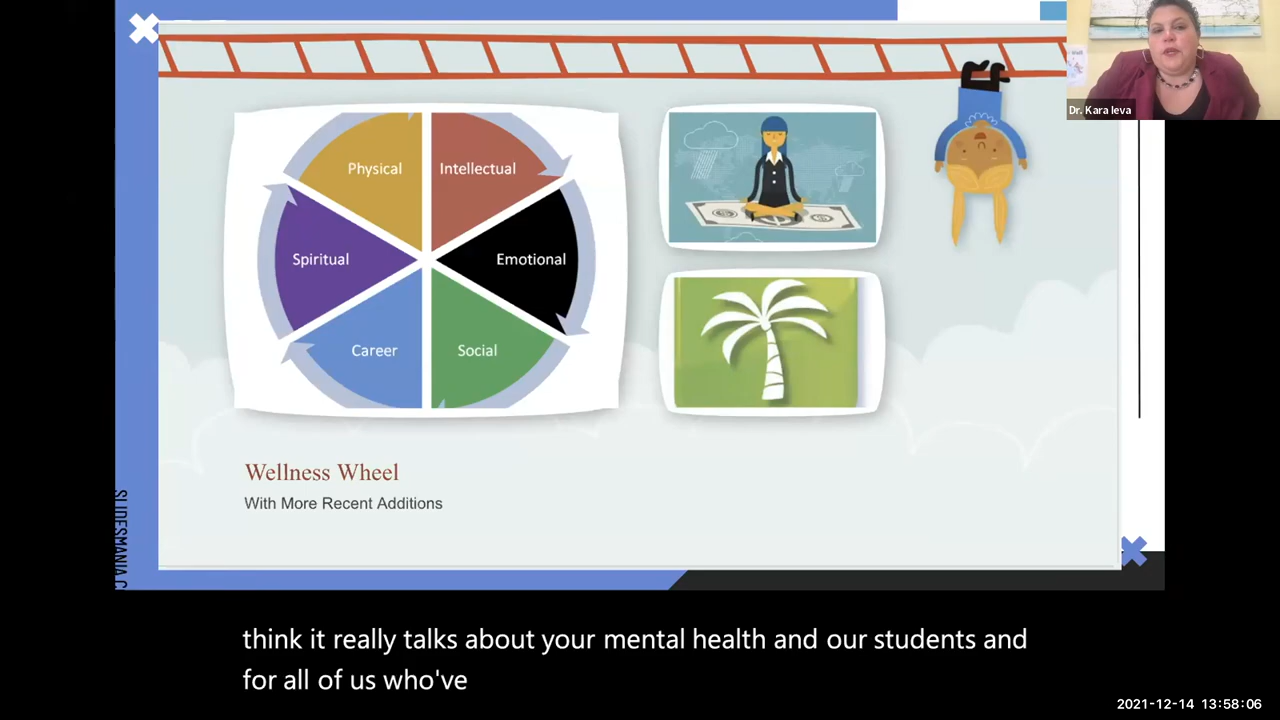 Dr. Kara Ieva
Physical
Intellectual
Spiritual
Emotional
Career
Social
Wellness Wheel
With More Recent Additions
SLIDESMANIA.C
think it really talks about your mental health and our students and
for all of us who've
2021-12-14 13:58:06